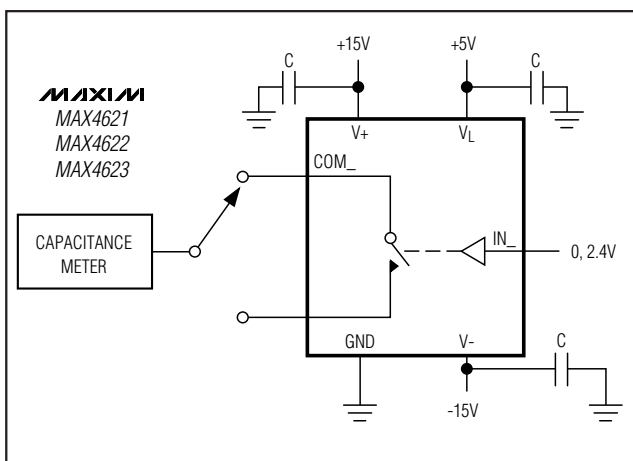 +15V
+5V
C
C
MAXIM
MAX4621
MAX4622
MAX4623
V+
VL
COM_
CAPACITANCE
METER
IN_
0, 2.4V
GND
V-
C
-15V